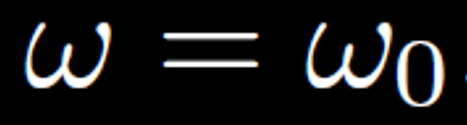 ω = ω₀